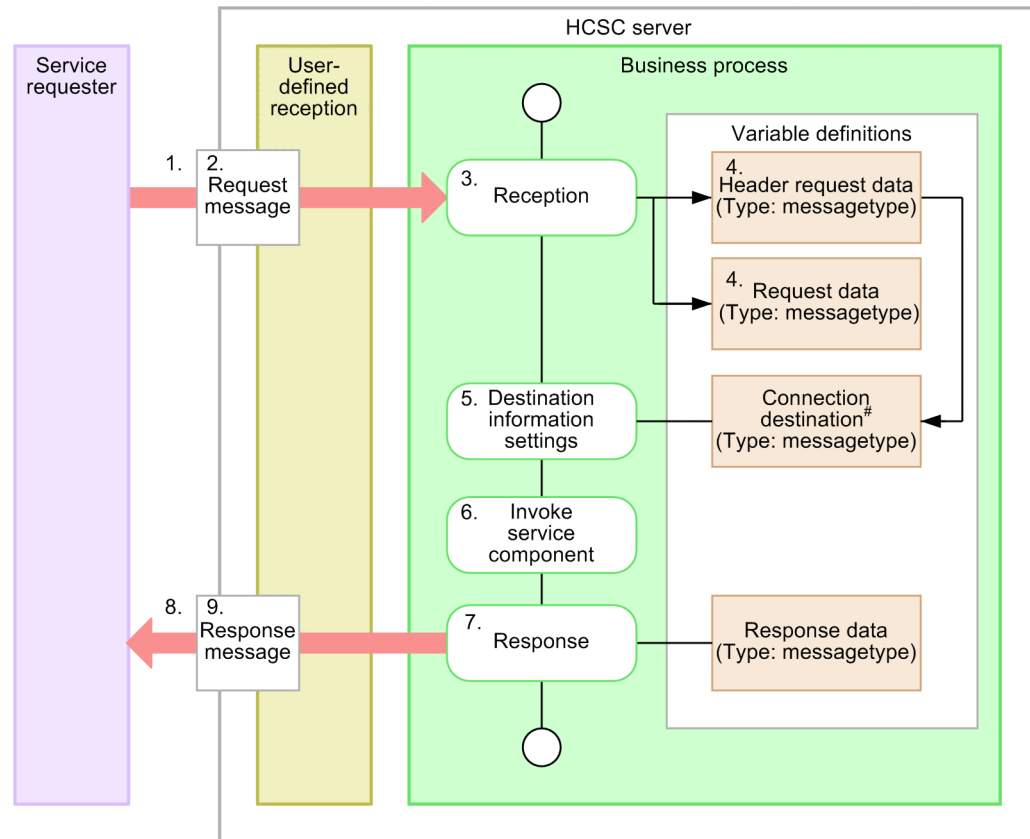 HCSC server
Service
requester
User-
defined
reception
Business process
Variable definitions
1.
2.
Request
message
3.
Reception
4.
Header request data
(Type: messagetype)
4.
Request data
(Type: messagetype)
5.
Destination
information
settings
Connection
destination#
(Type: messagetype)
6.
Invoke
service
component
7.
Response
8.
9.
Response
message
Response data
(Type: messagetype)